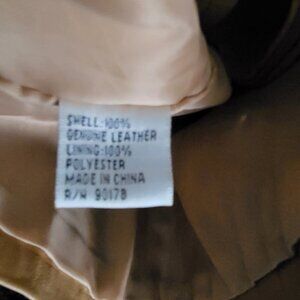 SHELL: 100%
GENUINE LEATHER
LINING: 100%
POLYESTER
MADE IN CHINA
R/N 90178